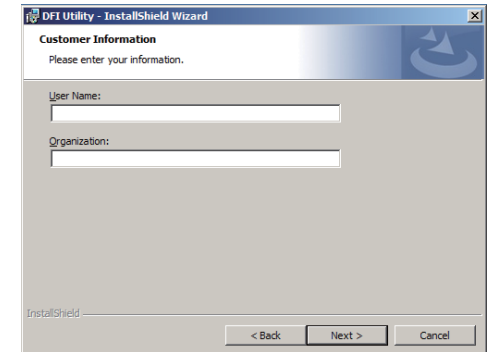 DFI Utility - InstallShield Wizard
Customer Information
Please enter your information.
User Name:
Organization:
InstallShield
< Back Next > Cancel